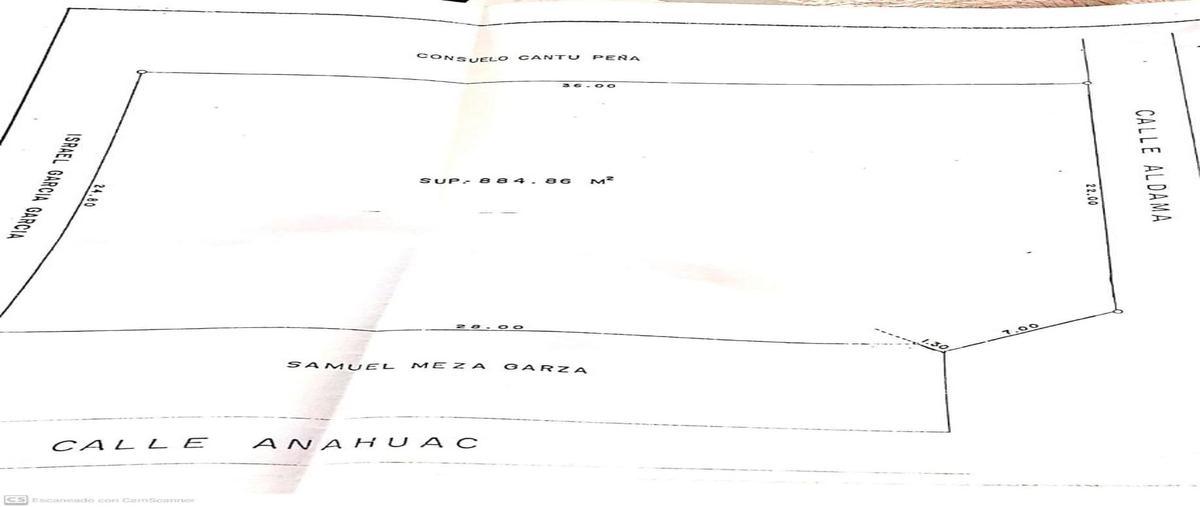 CONSUELO CANTU PEÑA
36.00
ISRAEL GARCIA GARCIA
24.80
SUP.- 884.86 M²
22.00
CALLE ALDAMA
28.00
1.30
7.00
SAMUEL MEZA GARZA
CALLE ANAHUAC
CS Escaneado con CamScanner